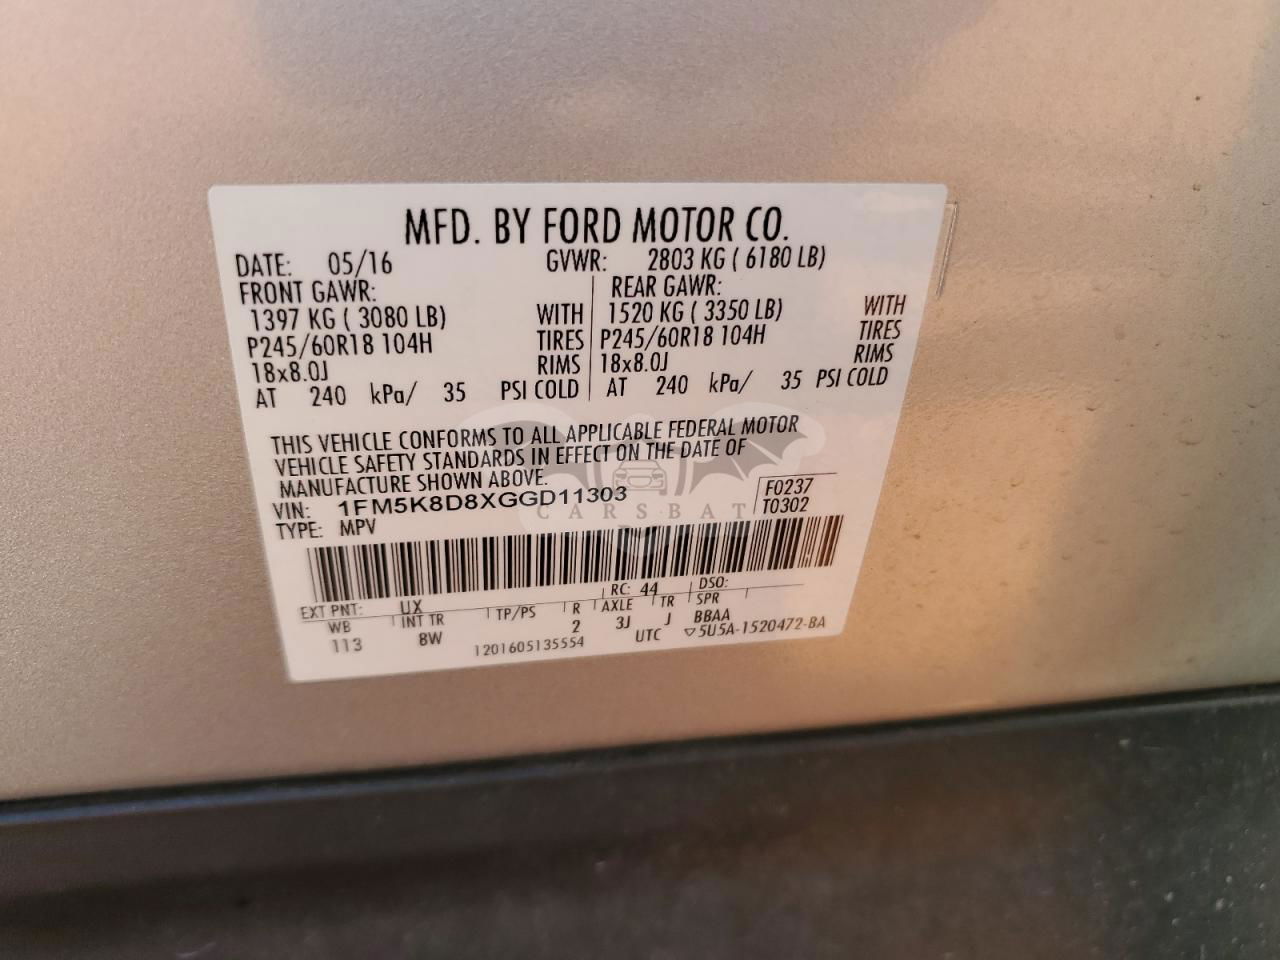 MFD. BY FORD MOTOR CO.
DATE: 05/16 GVWR: 2803 KG ( 6180 LB)
FRONT GAWR: REAR GAWR:
1397 KG ( 3080 LB) WITH 1520 KG ( 3350 LB) WITH
P245/60R18 104H TIRES P245/60R18 104H TIRES
18x8.0J RIMS 18x8.0J RIMS
AT 240 kPa/ 35 PSI COLD AT 240 kPa/ 35 PSI COLD
THIS VEHICLE CONFORMS TO ALL APPLICABLE FEDERAL MOTOR
VEHICLE SAFETY STANDARDS IN EFFECT ON THE DATE OF
MANUFACTURE SHOWN ABOVE.
VIN: 1FM5K8D8XGGD11303 F0237
TYPE: MPV T0302
CARSBAT
EXT PNT: UX RC: 44 DSO:
WB INT TR TP/PS R AXLE TR SPR
113 8W 2 3J J BBAA
1201605135554 UTC ▽5U5A-1520472-BA